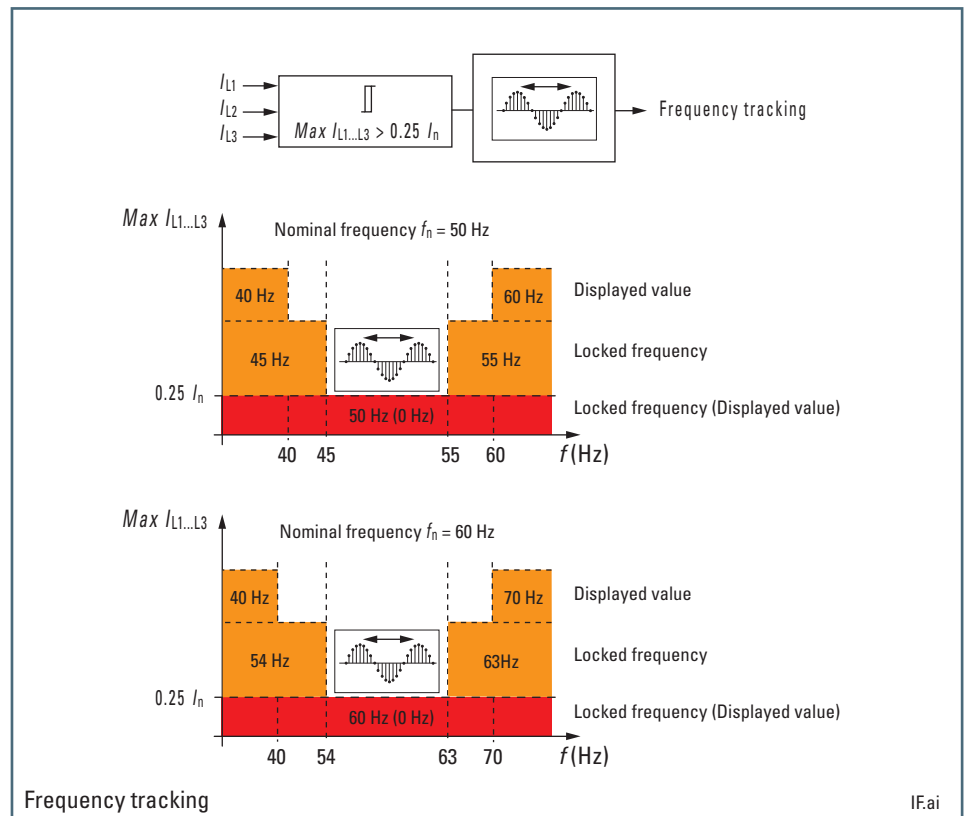 IL1
IL2
IL3
Max IL1...L3 > 0.25 In
Frequency tracking
Max IL1...L3
Nominal frequency fn = 50 Hz
40 Hz
60 Hz
Displayed value
45 Hz
55 Hz
Locked frequency
0.25 In
50 Hz (0 Hz)
Locked frequency (Displayed value)
40 45 55 60 f (Hz)
Max IL1...L3
Nominal frequency fn = 60 Hz
40 Hz
70 Hz
Displayed value
54 Hz
63Hz
Locked frequency
0.25 In
60 Hz (0 Hz)
Locked frequency (Displayed value)
40 54 63 70 f (Hz)
Frequency tracking
IF.ai